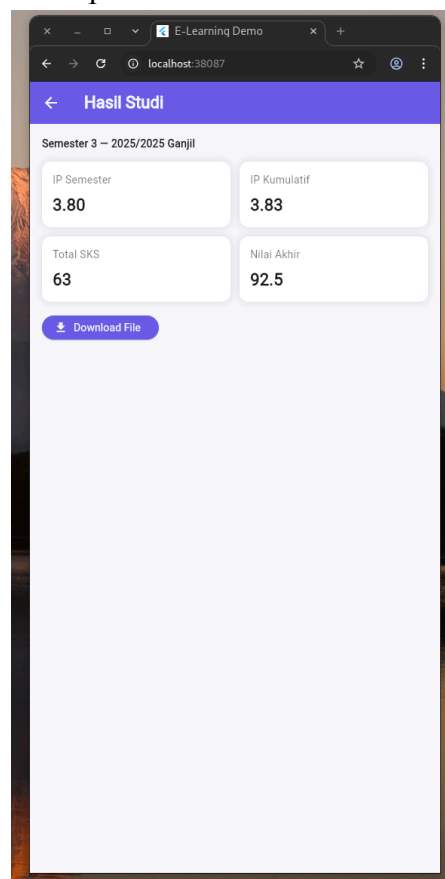 E-Learning Demo
localhost:38087
Hasil Studi
Semester 3 — 2025/2025 Ganjil
IP Semester
3.80
IP Kumulatif
3.83
Total SKS
63
Nilai Akhir
92.5
Download File